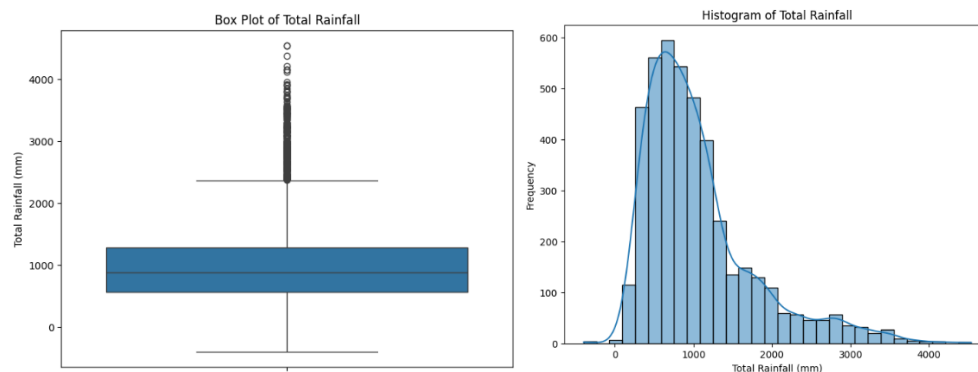 Box Plot of Total Rainfall
Total Rainfall (mm)
4000
3000
2000
1000
0
Histogram of Total Rainfall
Frequency
600
500
400
300
200
100
0
0 1000 2000 3000 4000
Total Rainfall (mm)